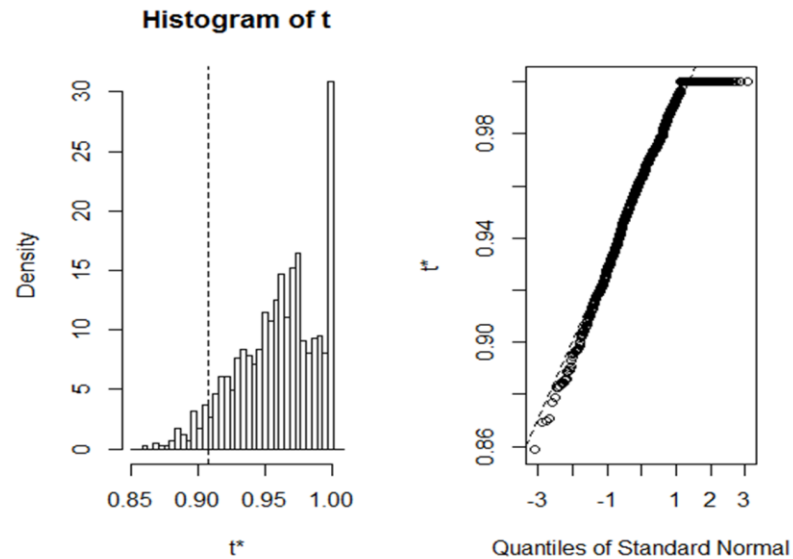 Histogram of t
Density
0
5
10
15
20
25
30
0.85 0.90 0.95 1.00
t*
t*
0.86
0.90
0.94
0.98
-3 -1 1 2 3
Quantiles of Standard Normal